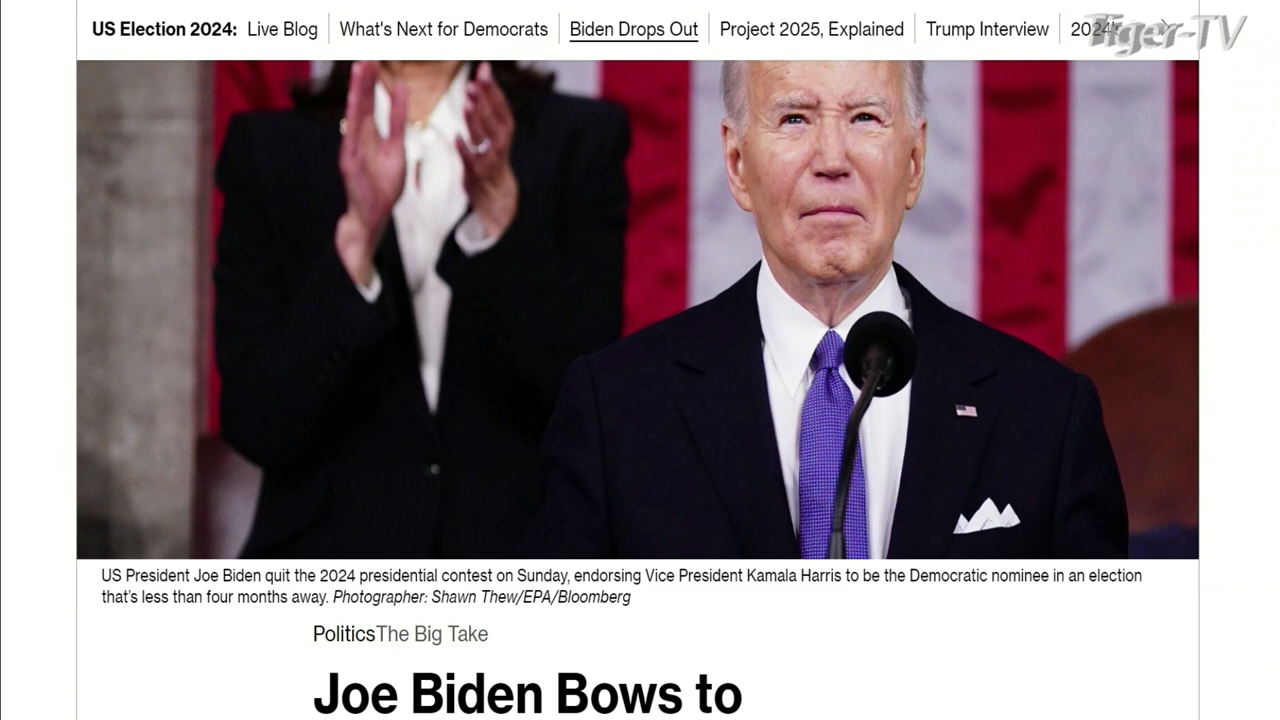 US Election 2024: Live Blog What's Next for Democrats Biden Drops Out Project 2025, Explained Trump Interview
Tiger-TV
US President Joe Biden quit the 2024 presidential contest on Sunday, endorsing Vice President Kamala Harris to be the Democratic nominee in an election
that's less than four months away. Photographer: Shawn Thew/EPA/Bloomberg
PoliticsThe Big Take
Joe Biden Bows to